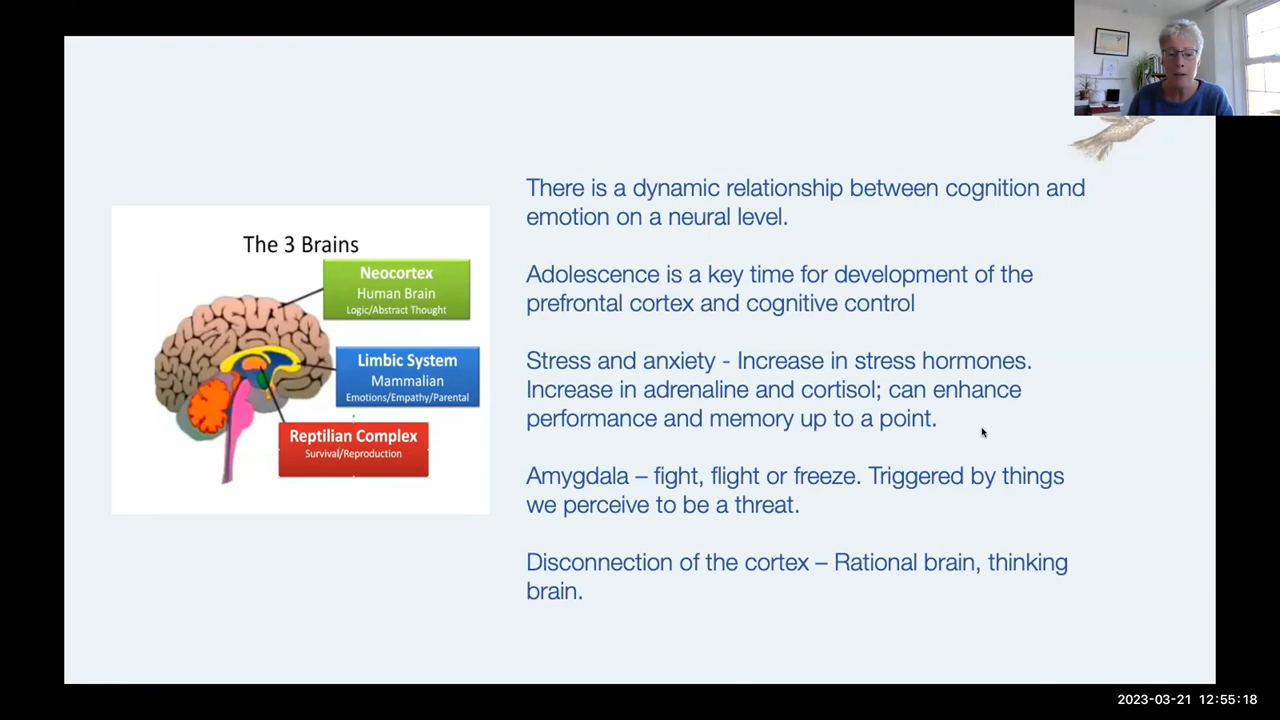 The 3 Brains
Neocortex
Human Brain
Logic/Abstract Thought
Limbic System
Mammalian
Emotions/Empathy/Parental
Reptilian Complex
Survival/Reproduction
There is a dynamic relationship between cognition and
emotion on a neural level.
Adolescence is a key time for development of the
prefrontal cortex and cognitive control
Stress and anxiety - Increase in stress hormones.
Increase in adrenaline and cortisol; can enhance
performance and memory up to a point.
Amygdala – fight, flight or freeze. Triggered by things
we perceive to be a threat.
Disconnection of the cortex – Rational brain, thinking
brain.
2023-03-21 12:55:18